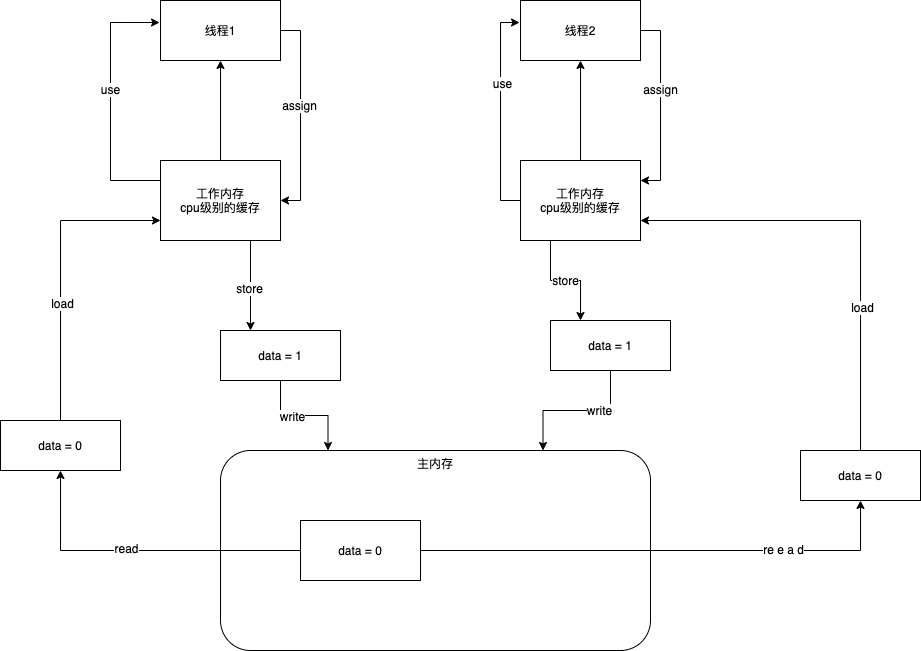 线程1
线程2
use
assign
use
assign
工作内存
cpu级别的缓存
工作内存
cpu级别的缓存
load
store
store
load
data = 1
data = 1
write
write
data = 0
主内存
data = 0
data = 0
read
re e a d